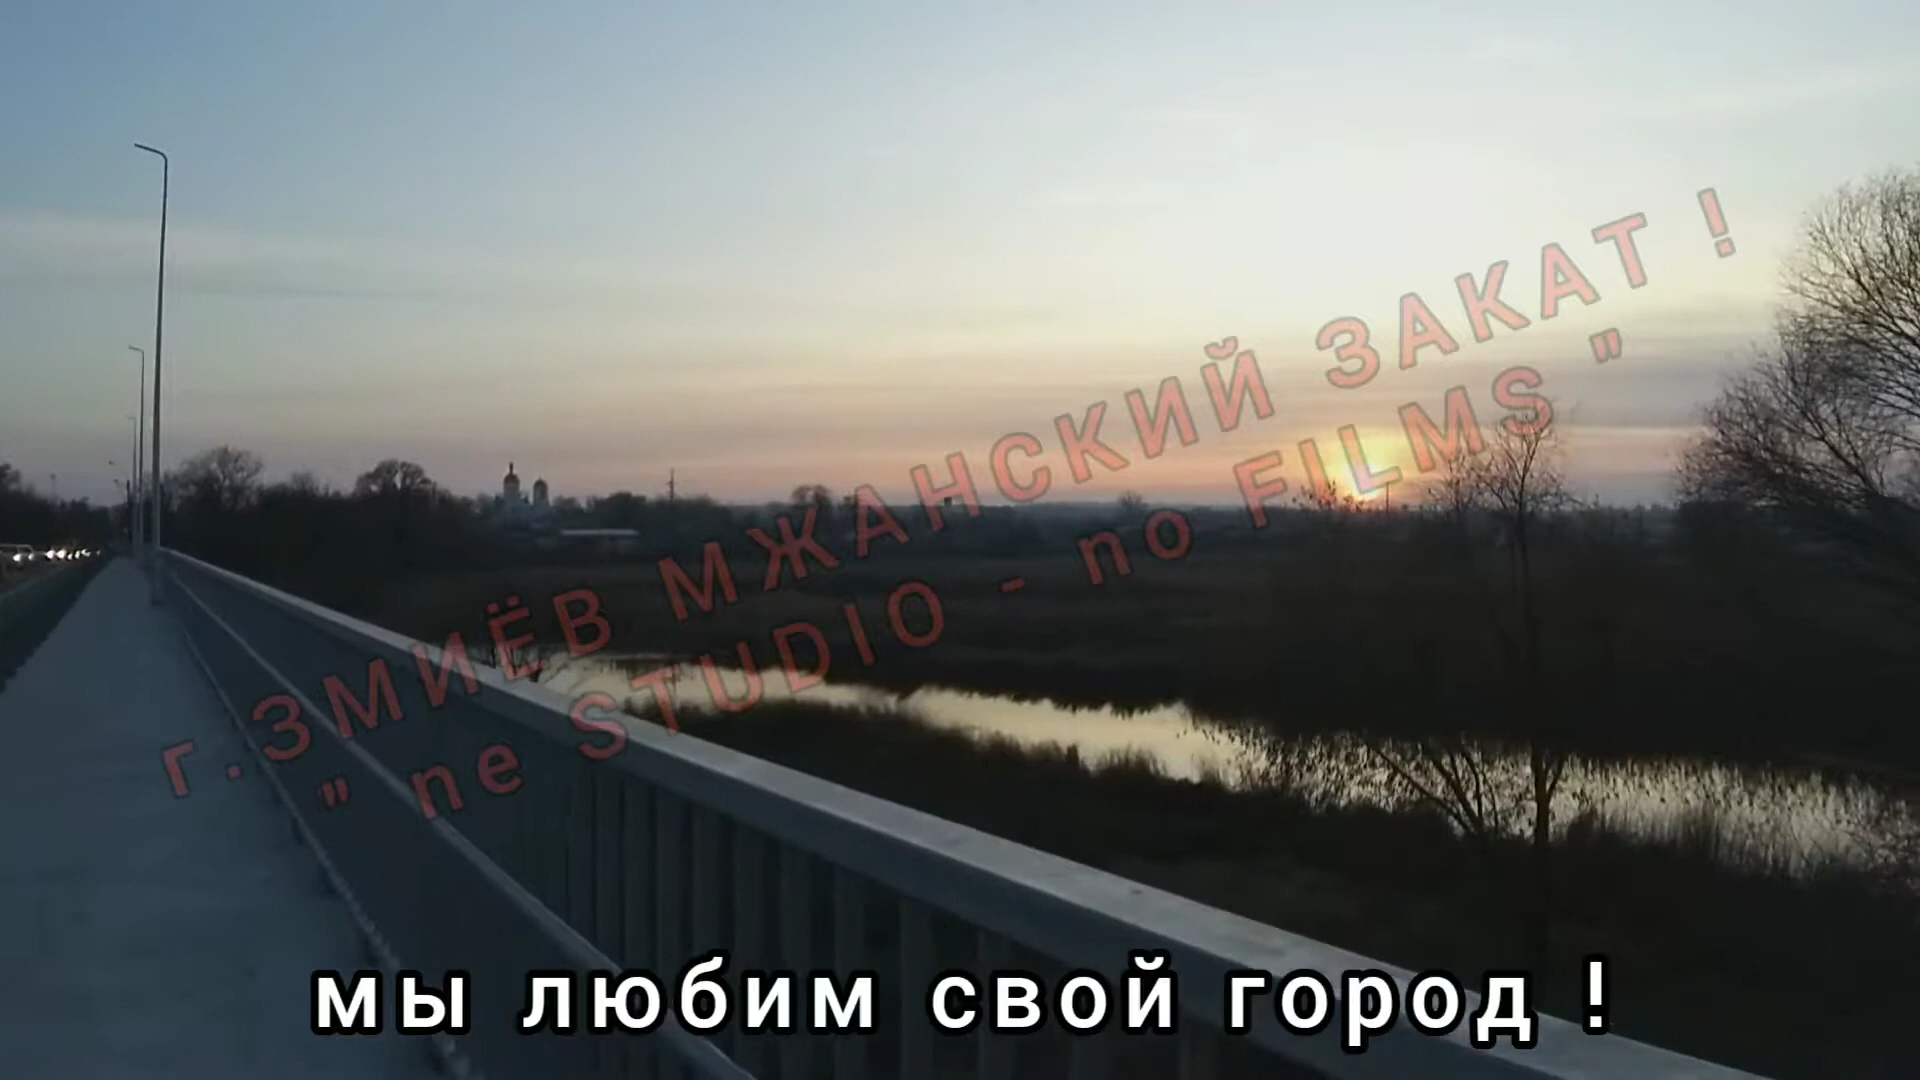 г.ЗМИЁВ МЖАНСКИЙ ЗАКАТ !
" пе STUDIO - по FILMS "
мы любим свой город !